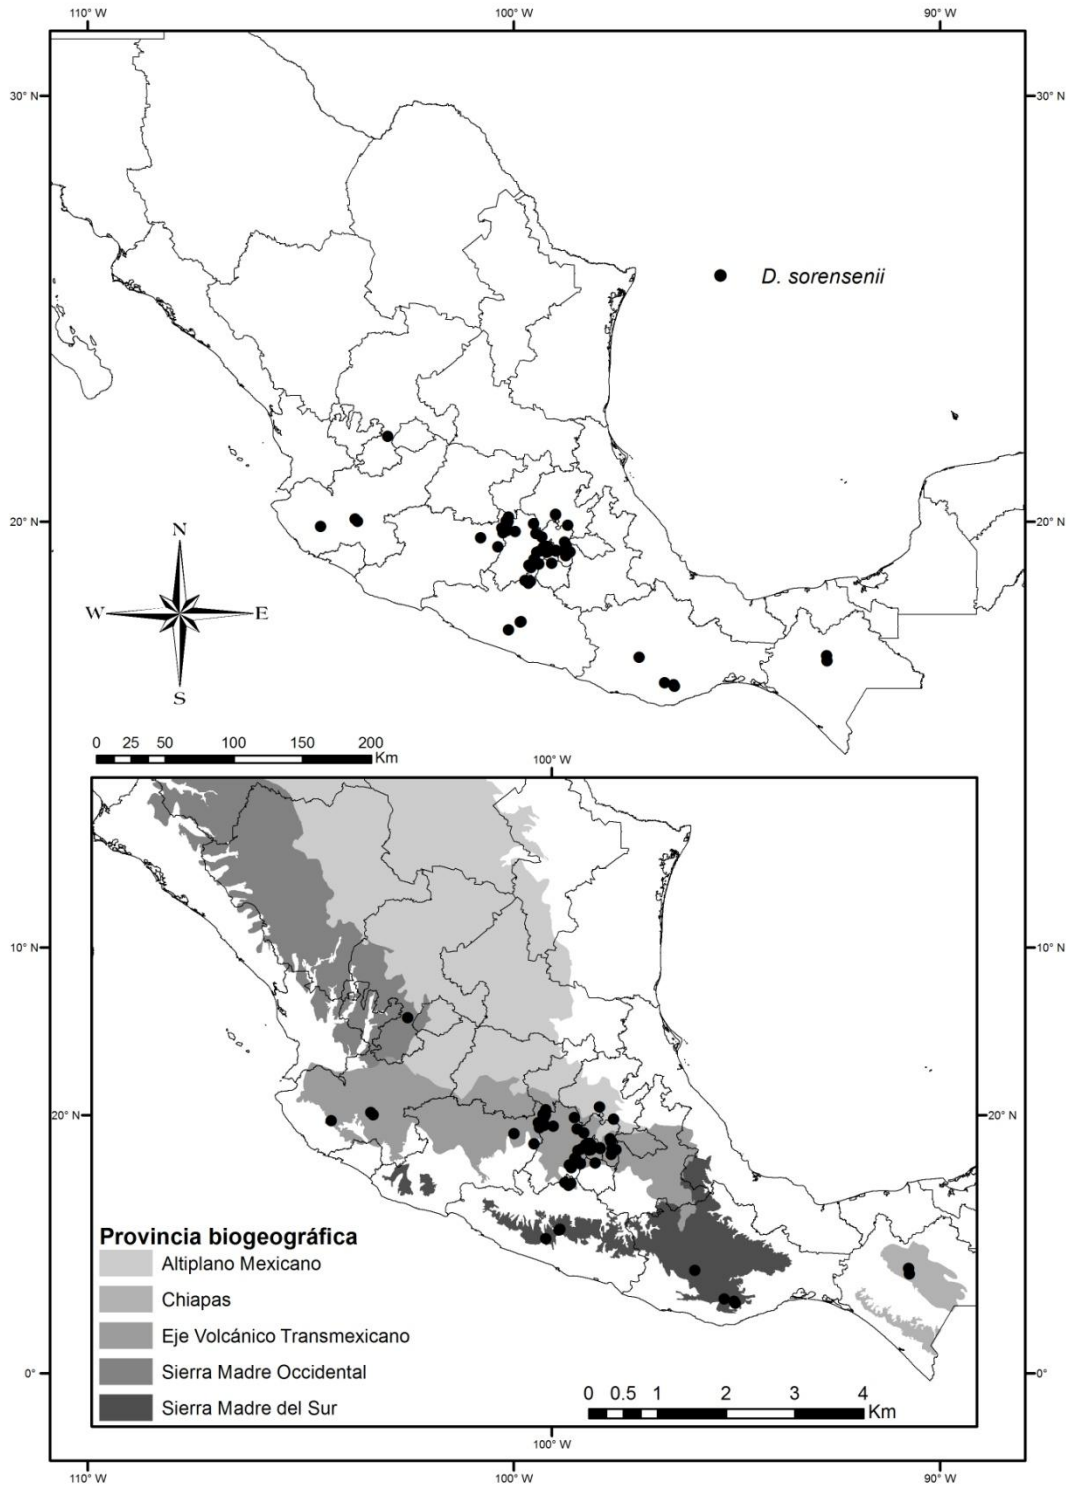 110° W 100° W 90° W
30° N 30° N
D. sorensenii
20° N 20° N
N
W E
S
0 25 50 100 150 200
Km
100° W
10° N 10° N
20° N 20° N
Provincia biogeográfica
Altiplano Mexicano
Chiapas
Eje Volcánico Transmexicano
Sierra Madre Occidental
Sierra Madre del Sur
0° 0°
0 0.5 1 2 3 4
Km
100° W
110° W 100° W 90° W